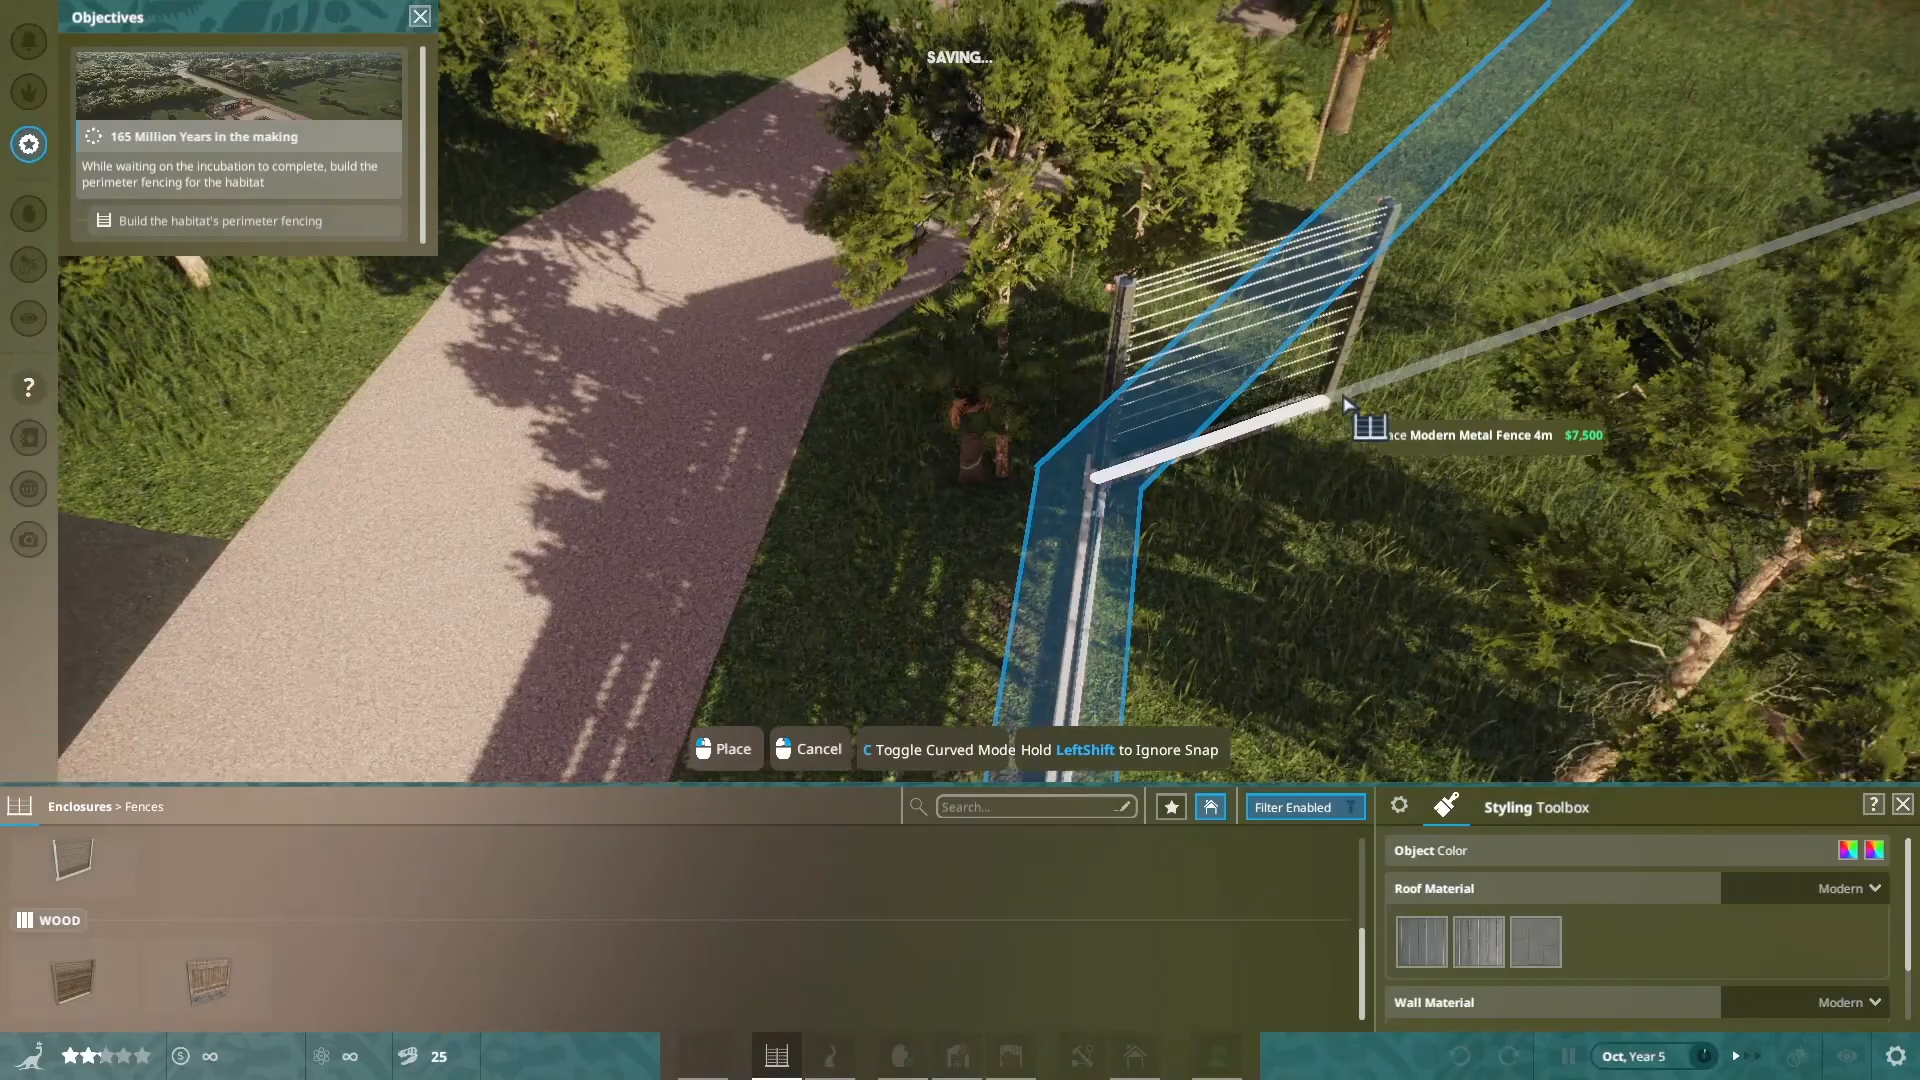 Objectives
SAVING...
165 Million Years in the making
While waiting on the incubation to complete, build the
perimeter fencing for the habitat
Build the habitat's perimeter fencing
?
Modern Metal Fence 4m $7,500
Place
Cancel
C Toggle Curved Mode
Hold LeftShift to Ignore Snap
Enclosures > Fences
Search...
Filter Enabled
Styling Toolbox
?
Object Color
Roof Material
Modern
WOOD
Wall Material
Modern
∞
∞
25
Oct, Year 5